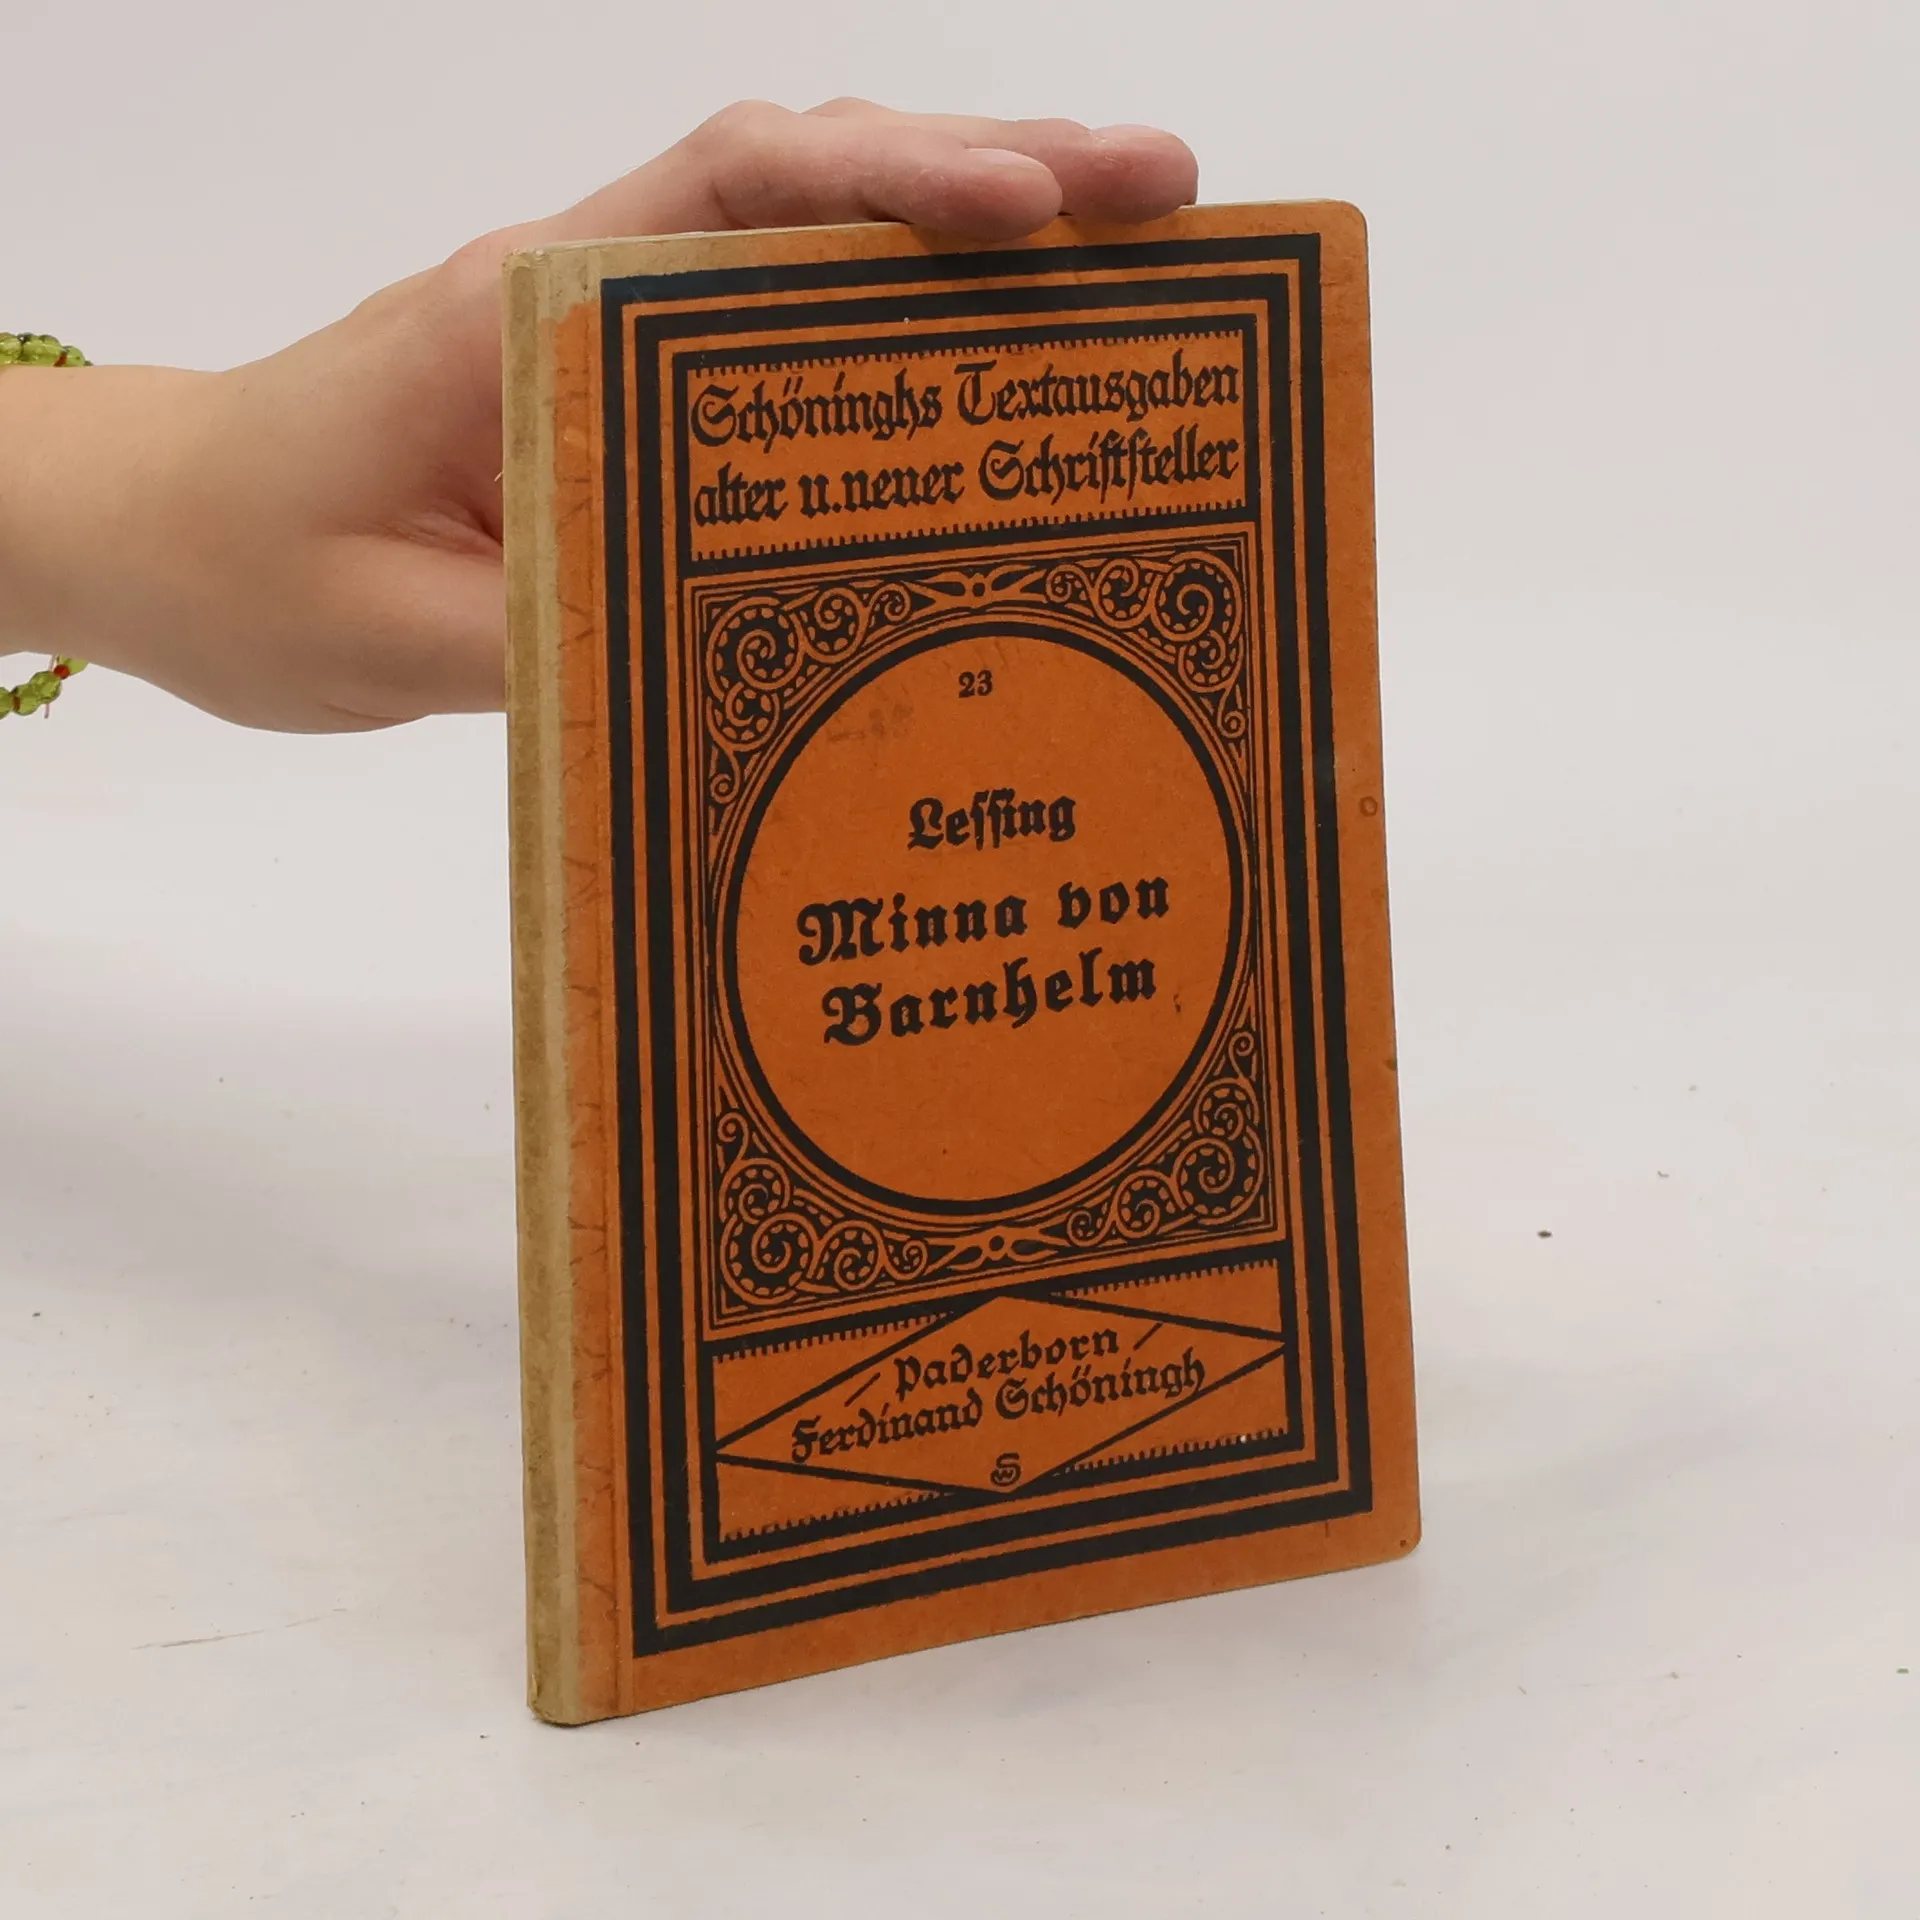 Schöninghs Textausgaben
alter u. neuer Schriftſteller
23
Leſſing
Minna von
Barnhelm
Paderborn
Ferdinand Schöningh